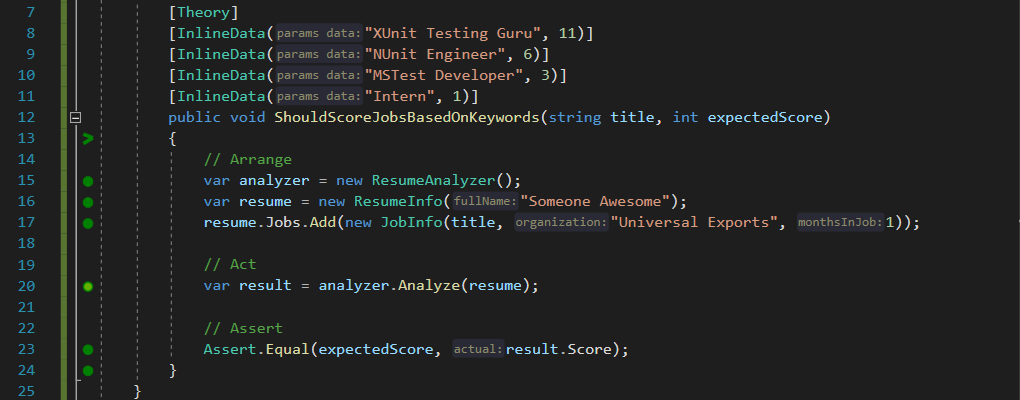 7 [Theory]
8 [InlineData(params data:"XUnit Testing Guru", 11)]
9 [InlineData(params data:"NUnit Engineer", 6)]
10 [InlineData(params data:"MSTest Developer", 3)]
11 [InlineData(params data:"Intern", 1)]
12 public void ShouldScoreJobsBasedOnKeywords(string title, int expectedScore)
13 {
14 // Arrange
15 var analyzer = new ResumeAnalyzer();
16 var resume = new ResumeInfo(fullName:"Someone Awesome");
17 resume.Jobs.Add(new JobInfo(title, organization:"Universal Exports", monthsInJob:1));
18
19 // Act
20 var result = analyzer.Analyze(resume);
21
22 // Assert
23 Assert.Equal(expectedScore, actual:result.Score);
24 }
25 }